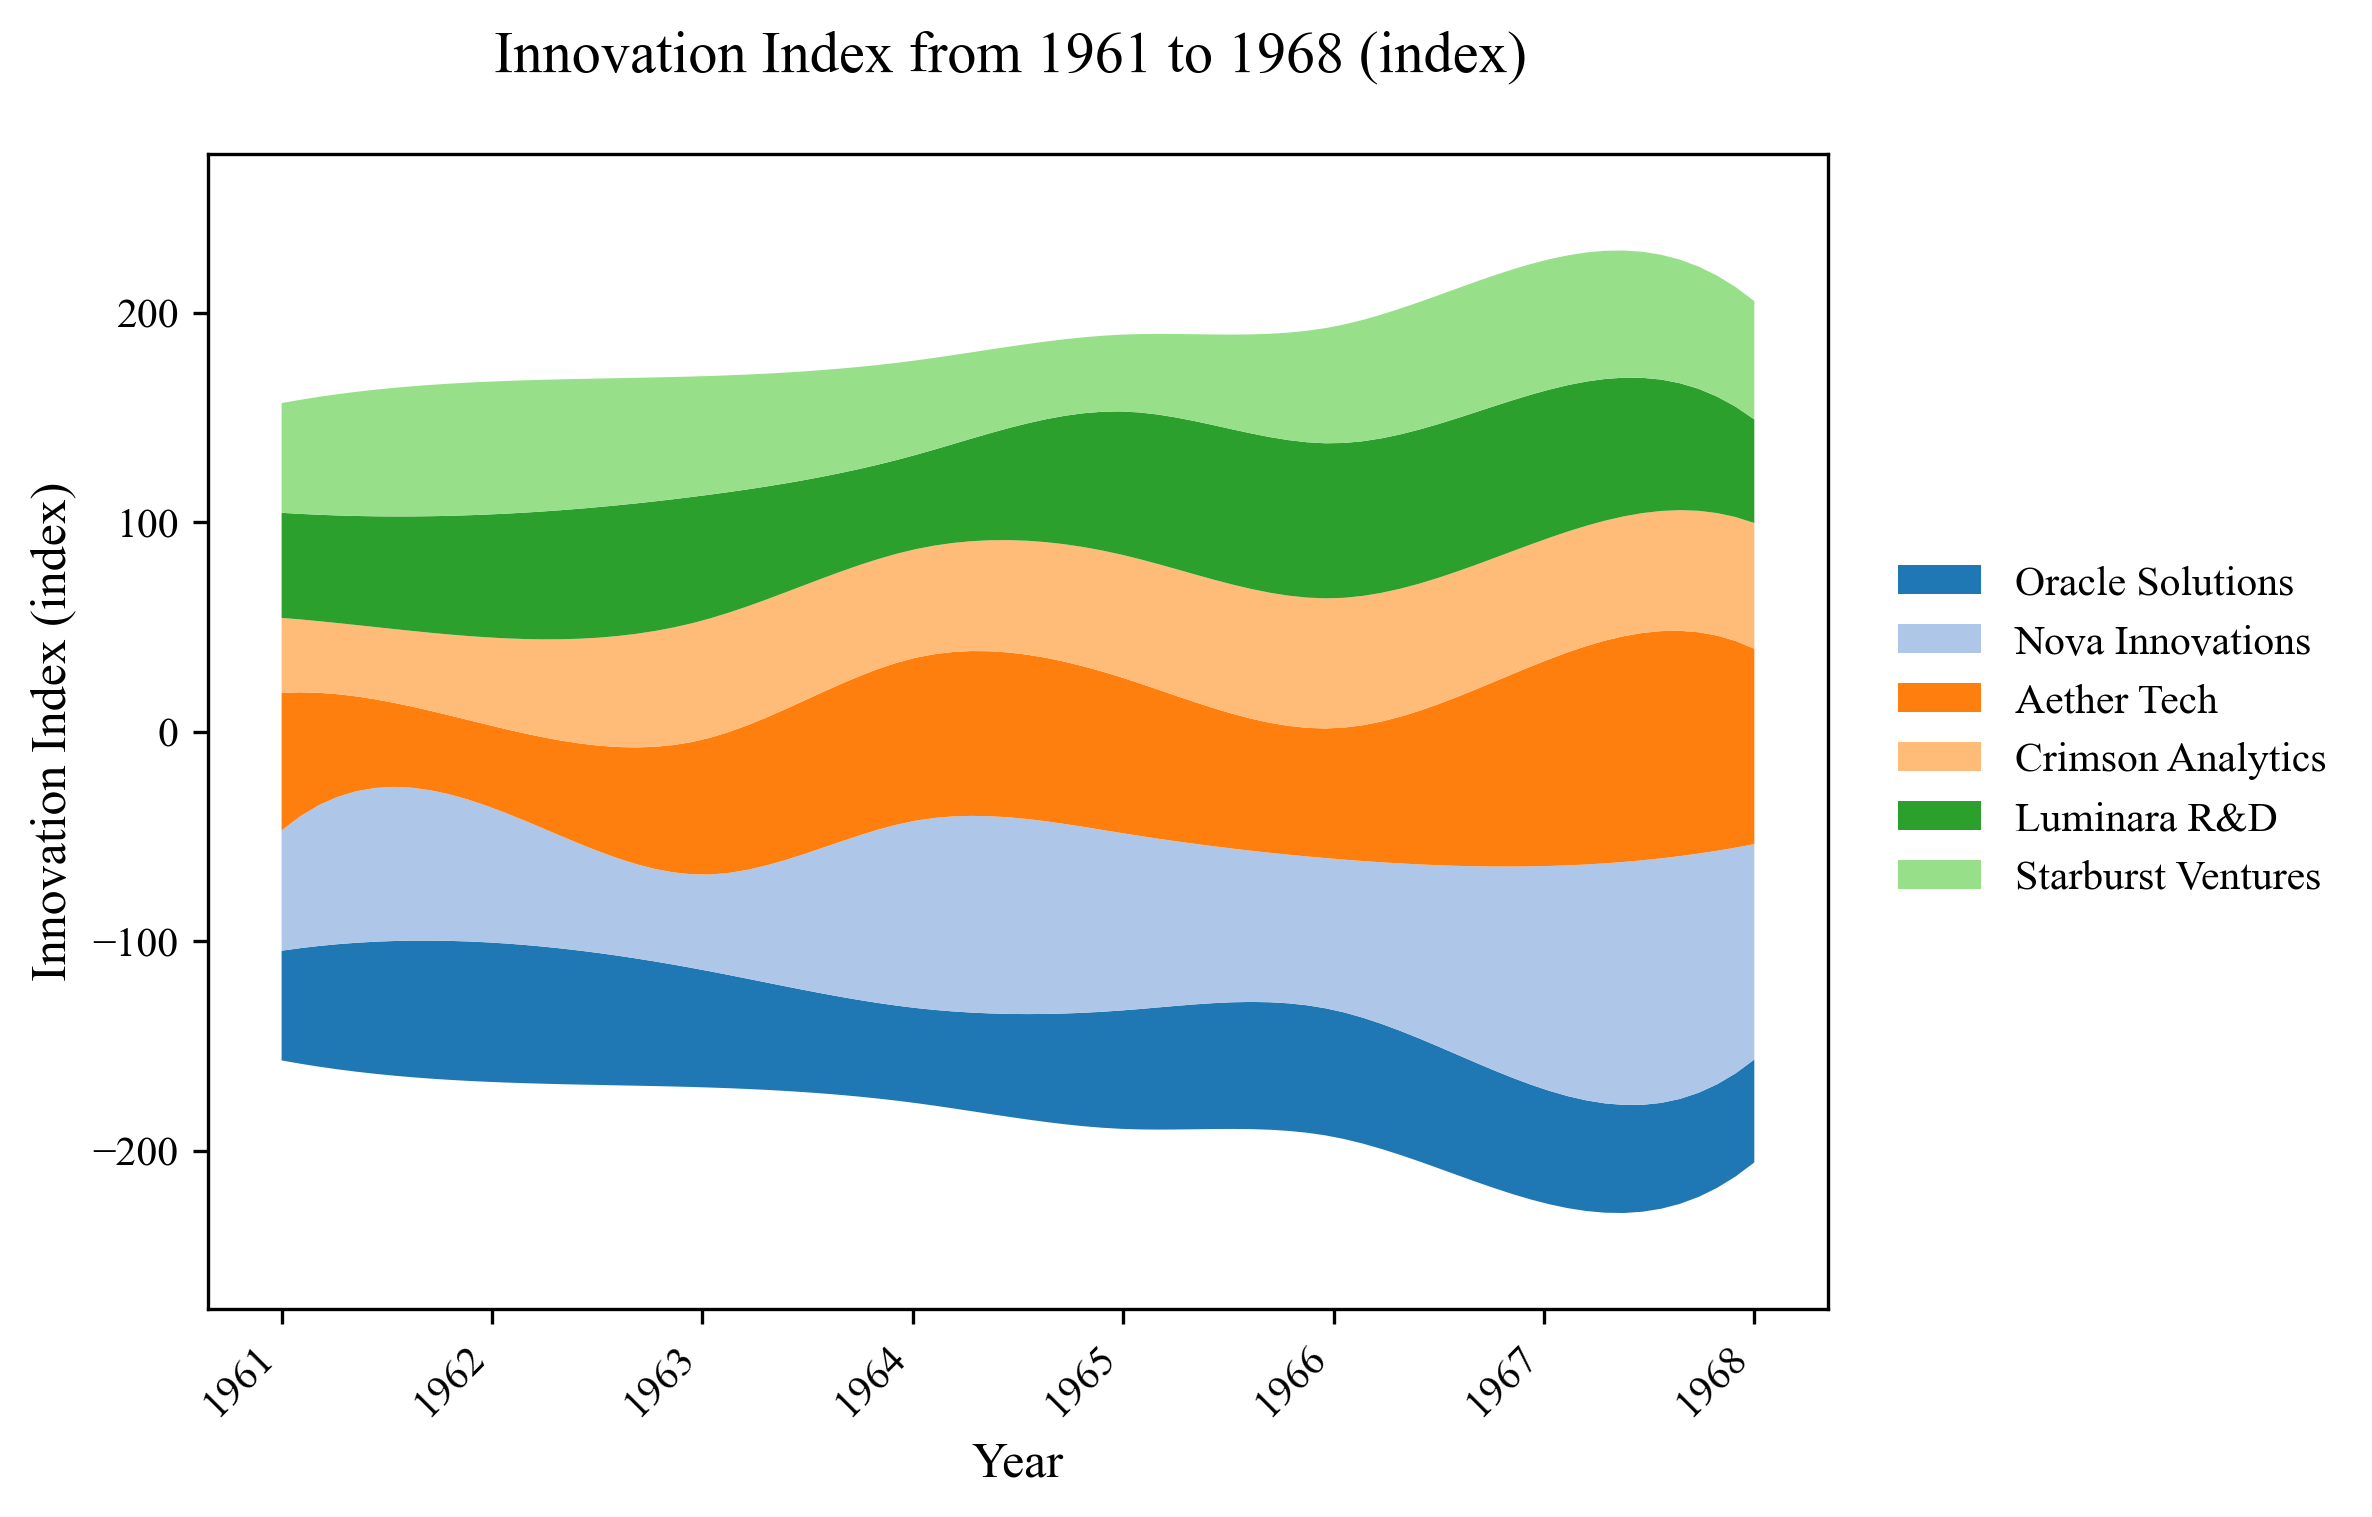 Innovation Index from 1961 to 1968 (index)
Innovation Index (index)
200
100
0
−100
−200
1961
1962
1963
1964
1965
1966
1967
1968
Year
Oracle Solutions
Nova Innovations
Aether Tech
Crimson Analytics
Luminara R&D
Starburst Ventures